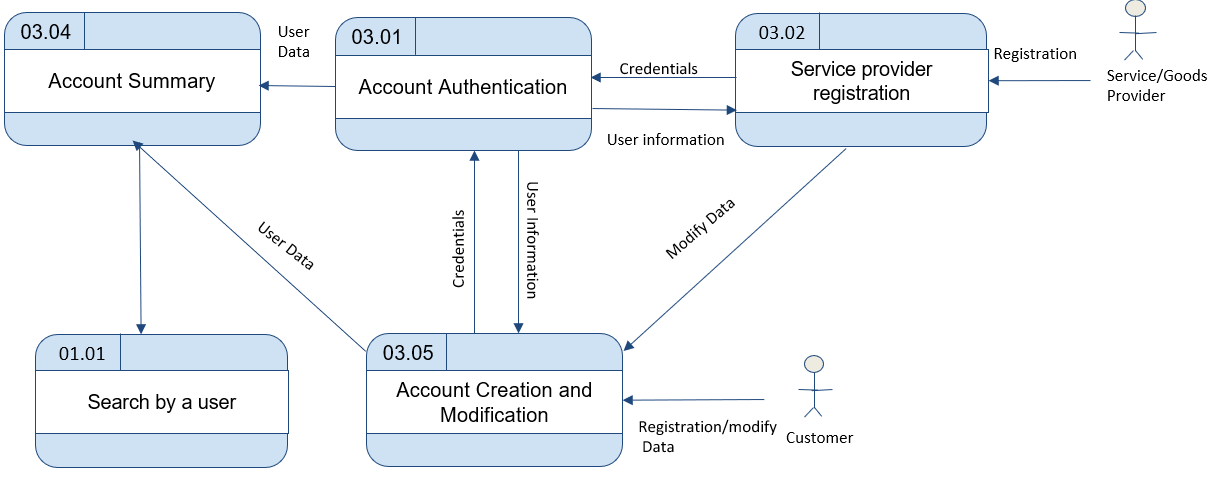 03.04
Account Summary
User
Data
03.01
Account Authentication
Credentials
User information
03.02
Service provider
registration
Registration
Service/Goods
Provider
User Data
Credentials
User Information
Modify Data
01.01
Search by a user
03.05
Account Creation and
Modification
Registration/modify
Data
Customer